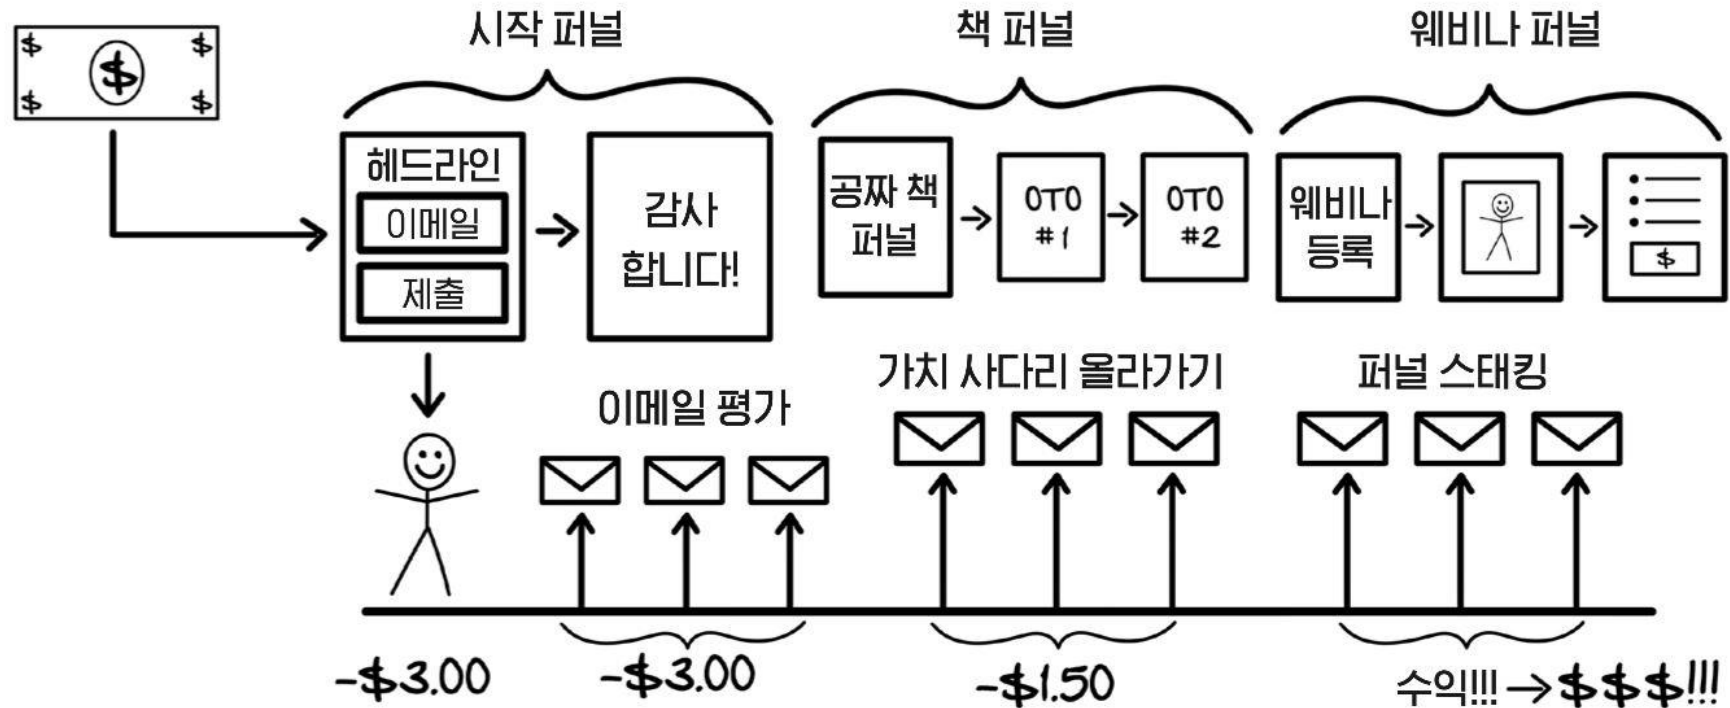 시작 퍼널
책 퍼널
웨비나 퍼널
$ $
$
$ $
헤드라인
이메일
제출
감사
합니다!
공짜 책
퍼널
OTO
#1
OTO
#2
웨비나
등록
$
이메일 평가
가치 사다리 올라가기
퍼널 스태킹
-$3.00
-$3.00
-$1.50
수익!!! → $$$!!!